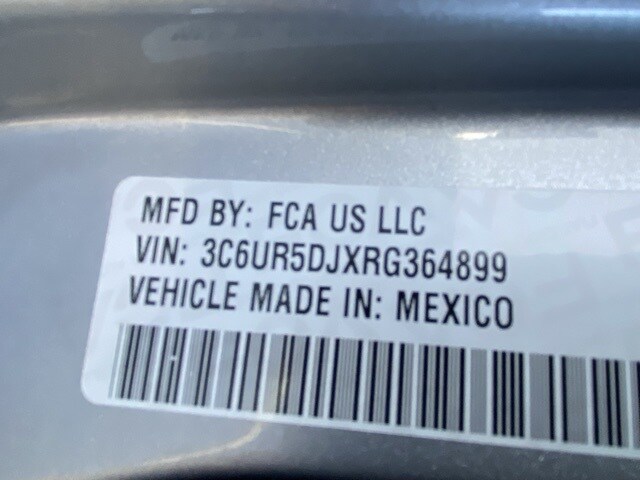 MFD BY: FCA US LLC
VIN: 3C6UR5DJXRG364899
VEHICLE MADE IN: MEXICO